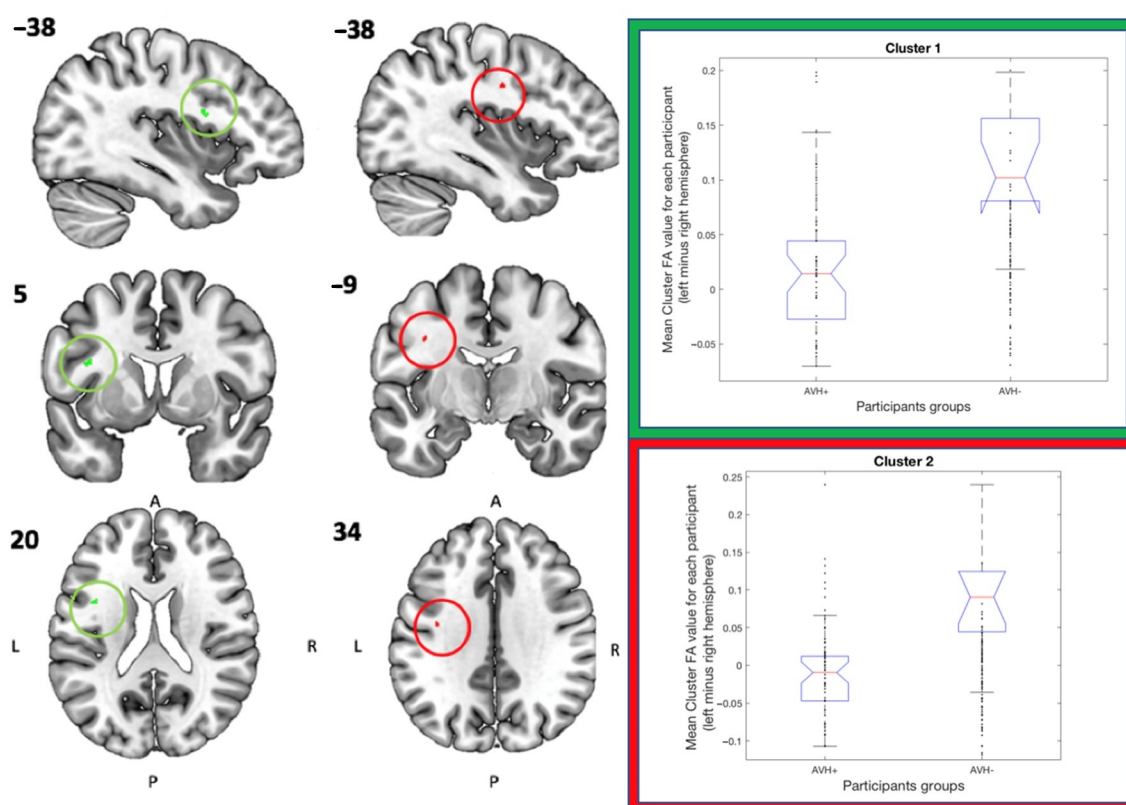 −38
−38
5
−9
A
A
20
34
L
R
L
R
P
P
Cluster 1
Mean Cluster FA value for each particicpant
(left minus right hemisphere)
0.2
0.15
0.1
0.05
0
−0.05
AVH+
AVH-
Participants groups
Cluster 2
Mean Cluster FA value for each participant
(left minus right hemisphere)
0.25
0.2
0.15
0.1
0.05
0
-0.05
-0.1
AVH+
AVH-
Participants groups